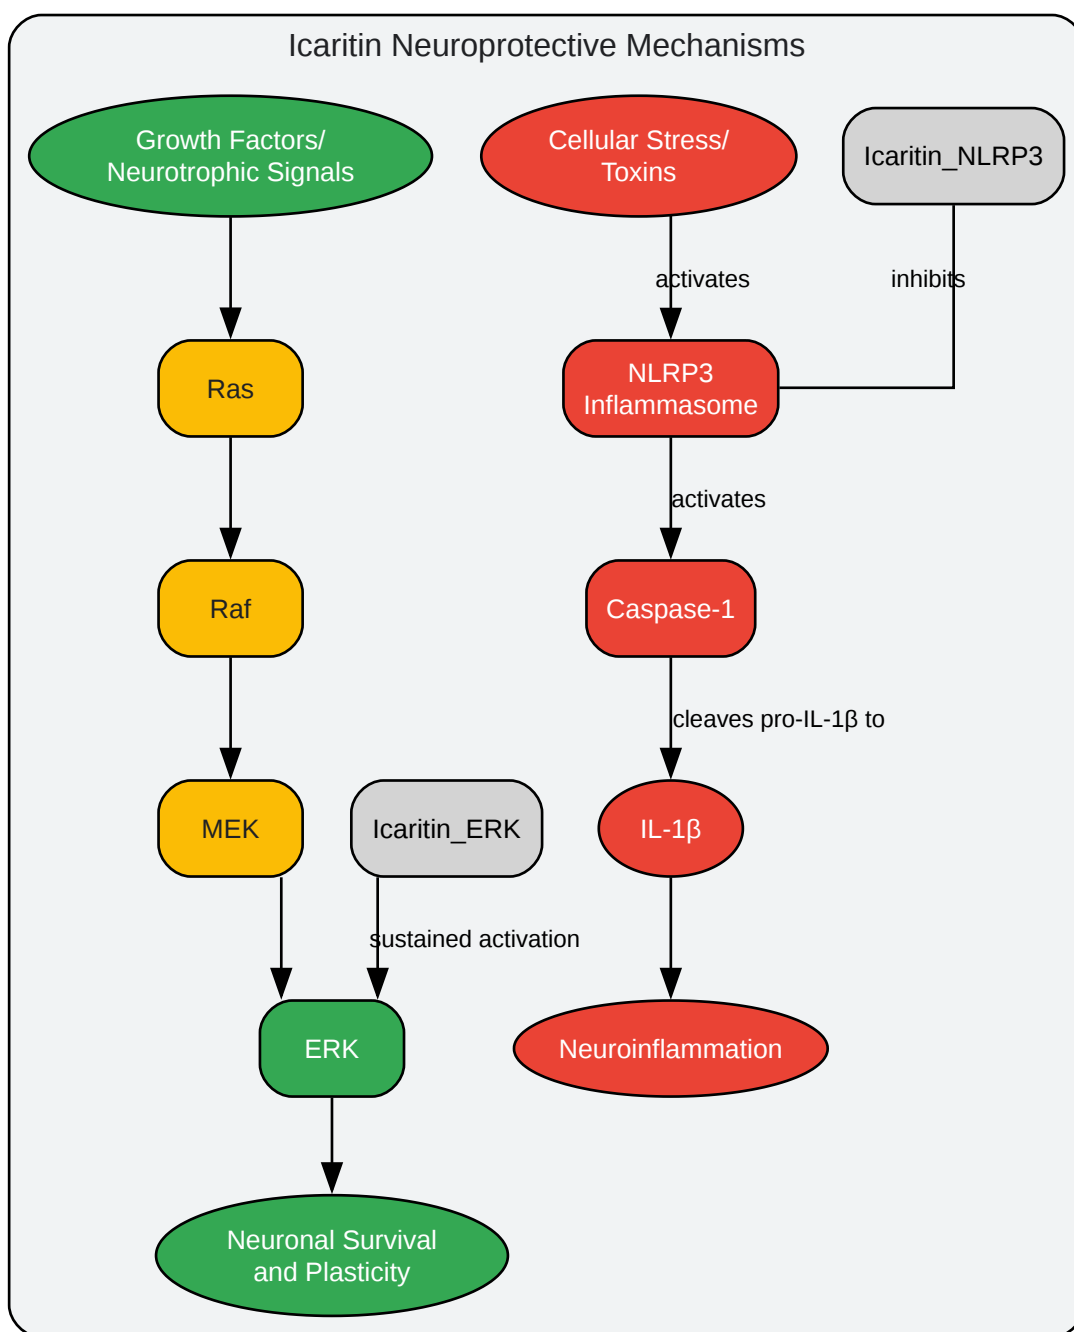 Icaritin Neuroprotective Mechanisms
Growth Factors/
Neurotrophic Signals
Cellular Stress/
Toxins
Icaritin_NLRP3
activates
inhibits
Ras
NLRP3
Inflammasome
activates
Raf
Caspase-1
cleaves pro-IL-1β to
MEK
Icaritin_ERK
IL-1β
sustained activation
ERK
Neuroinflammation
Neuronal Survival
and Plasticity